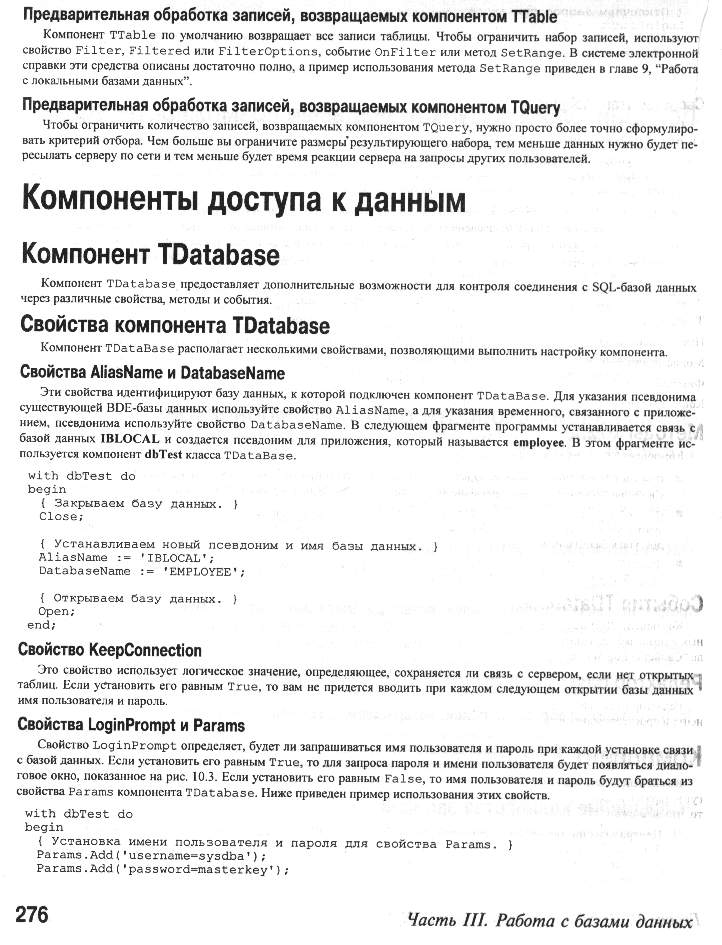 Предварительная обработка записей, возвращаемых компонентом TTable
Компонент TTable по умолчанию возвращает все записи таблицы. Чтобы ограничить набор записей, используют
свойство Filter, Filtered или FilterOptions, событие OnFilter или метод SetRange. В системе электронной
справки эти средства описаны достаточно полно, а пример использования метода SetRange приведен в главе 9, “Работа
с локальными базами данных”.
Предварительная обработка записей, возвращаемых компонентом TQuery
Чтобы ограничить количество записей, возвращаемых компонентом TQuery, нужно просто более точно сформулиро-
вать критерий отбора. Чем больше вы ограничите размеры результирующего набора, тем меньше данных нужно будет пе-
ресылать серверу по сети и тем меньше будет время реакции сервера на запросы других пользователей.
Компоненты доступа к данным
Компонент TDatabase
Компонент TDatabase предоставляет дополнительные возможности для контроля соединения с SQL-базой данных
через различные свойства, методы и события.
Свойства компонента TDatabase
Компонент TDataBase располагает несколькими свойствами, позволяющими выполнить настройку компонента.
Свойства AliasName и DatabaseName
Эти свойства идентифицируют базу данных, к которой подключен компонент TDataBase. Для указания псевдонима
существующей BDE-базы данных используйте свойство AliasName, а для указания временного, связанного с приложе-
нием, псевдонима используйте свойство DatabaseName. В следующем фрагменте программы устанавливается связь с
базой данных IBLOCAL и создается псевдоним для приложения, который называется employee. В этом фрагменте ис-
пользуется компонент dbTest класса TDataBase.
with dbTest do
begin
{ Закрываем базу данных. }
Close;
{ Устанавливаем новый псевдоним и имя базы данных. }
AliasName := 'IBLOCAL';
DatabaseName := 'EMPLOYEE';
{ Открываем базу данных. }
Open;
end;
Свойство KeepConnection
Это свойство использует логическое значение, определяющее, сохраняется ли связь с сервером, если нет открытых
таблиц. Если установить его равным True, то вам не придется вводить при каждом следующем открытии базы данных
имя пользователя и пароль.
Свойства LoginPrompt и Params
Свойство LoginPrompt определяет, будет ли запрашиваться имя пользователя и пароль при каждой установке связи
с базой данных. Если установить его равным True, то для запроса пароля и имени пользователя будет появляться диало-
говое окно, показанное на рис. 10.3. Если установить его равным False, то имя пользователя и пароль будут браться из
свойства Params компонента TDatabase. Ниже приведен пример использования этих свойств.
with dbTest do
begin
{ Установка имени пользователя и пароля для свойства Params. }
Params.Add('username=sysdba');
Params.Add('password=masterkey');
276
Часть III. Работа с базами данных